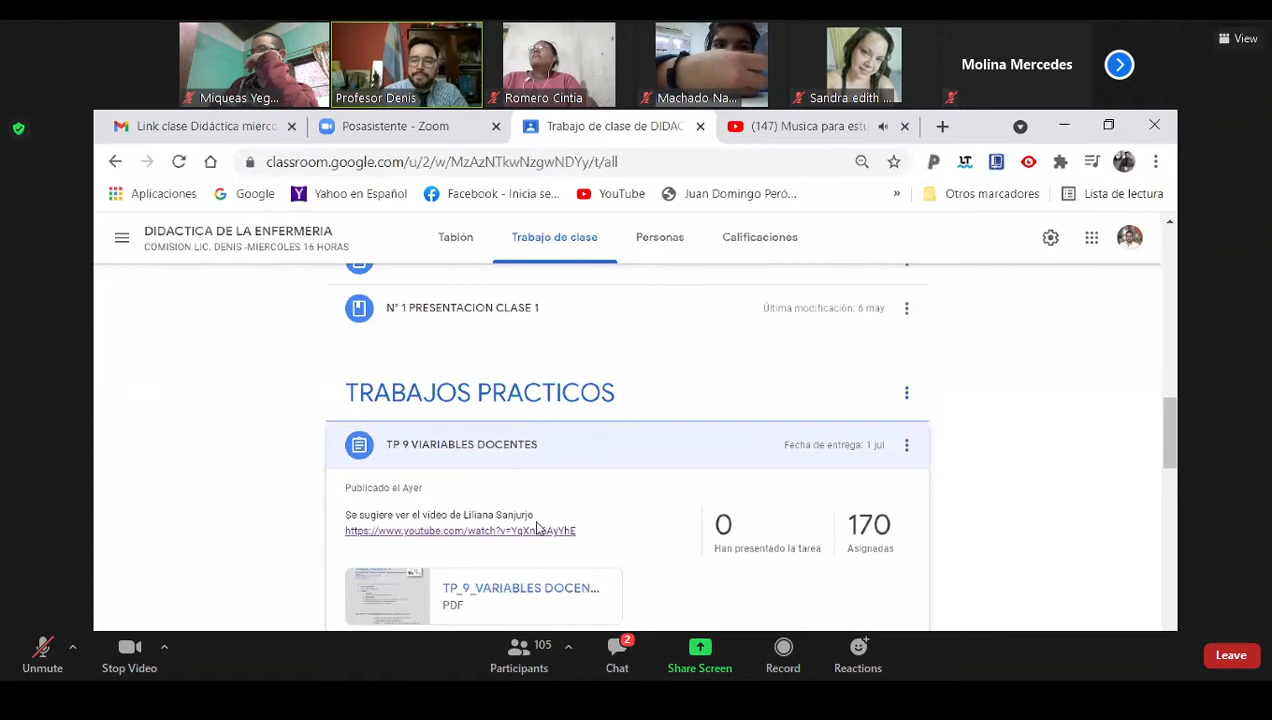 View
Miqueas Yeg...
Profesor Denis
Romero Cintia
Machado Na...
Sandra edith ...
Molina Mercedes
Link clase Didáctica mierco
Posasistente - Zoom
Trabajo de clase de DIDAC
(147) Musica para estu
classroom.google.com/u/2/w/MzAzNTkwNzgwNDYy/t/all
Aplicaciones
Google
Yahoo en Español
Facebook - Inicia se...
YouTube
Juan Domingo Peró...
»
Otros marcadores
Lista de lectura
DIDACTICA DE LA ENFERMERIA
COMISION LIC. DENIS -MIERCOLES 16 HORAS
Tablón
Trabajo de clase
Personas
Calificaciones
N° 1 PRESENTACION CLASE 1
Última modificación: 6 may
TRABAJOS PRACTICOS
TP 9 VIARIABLES DOCENTES
Fecha de entrega: 1 jul
Publicado el Ayer
Se sugiere ver el video de Liliana Sanjurjo
0
Han presentado la tarea
170
Asignadas
TP_9_VARIABLES DOCEN...
PDF
Unmute
Stop Video
105
Participants
2
Chat
Share Screen
Record
Reactions
Leave